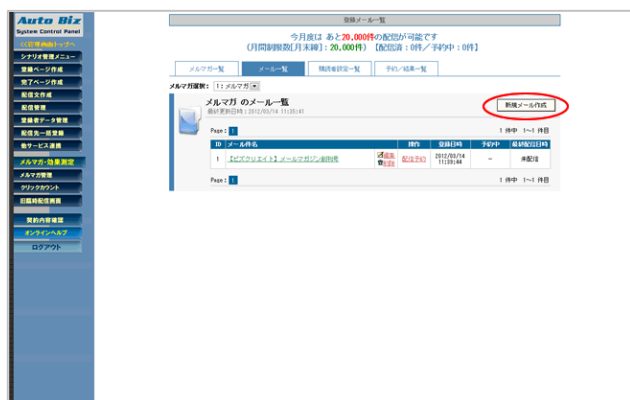 Auto Biz
System Control Panel
<<管理画面トップへ
シナリオ管理メニュー
登録ページ作成
完了ページ作成
配信文作成
配信管理
登録者データ管理
配信先一括登録
他サービス連携
メルマガ・効果測定
メルマガ管理
クリックカウント
旧臨時配信画面
契約内容確認
オンラインヘルプ
ログアウト
登録メール一覧
今月度は あと20,000件の配信が可能です
(月間制限数[月末締]：20,000件) 【配信済：0件／予約中：0件】
メルマガ一覧 メール一覧 購読者設定一覧 予約/結果一覧
メルマガ選択： 1：メルマガ
メルマガ のメール一覧
最終更新日時：2012/03/14 11:35:41
新規メール作成
Page： 1 1 件中 1～1 件目
ID メール件名 操作 登録日時 予約中 最終配信日時
1 【ビズクリエイト】メールマガジン創刊号 編集 削除 配信予約 2012/03/14 11:39:44 － 未配信
Page： 1 1 件中 1～1 件目